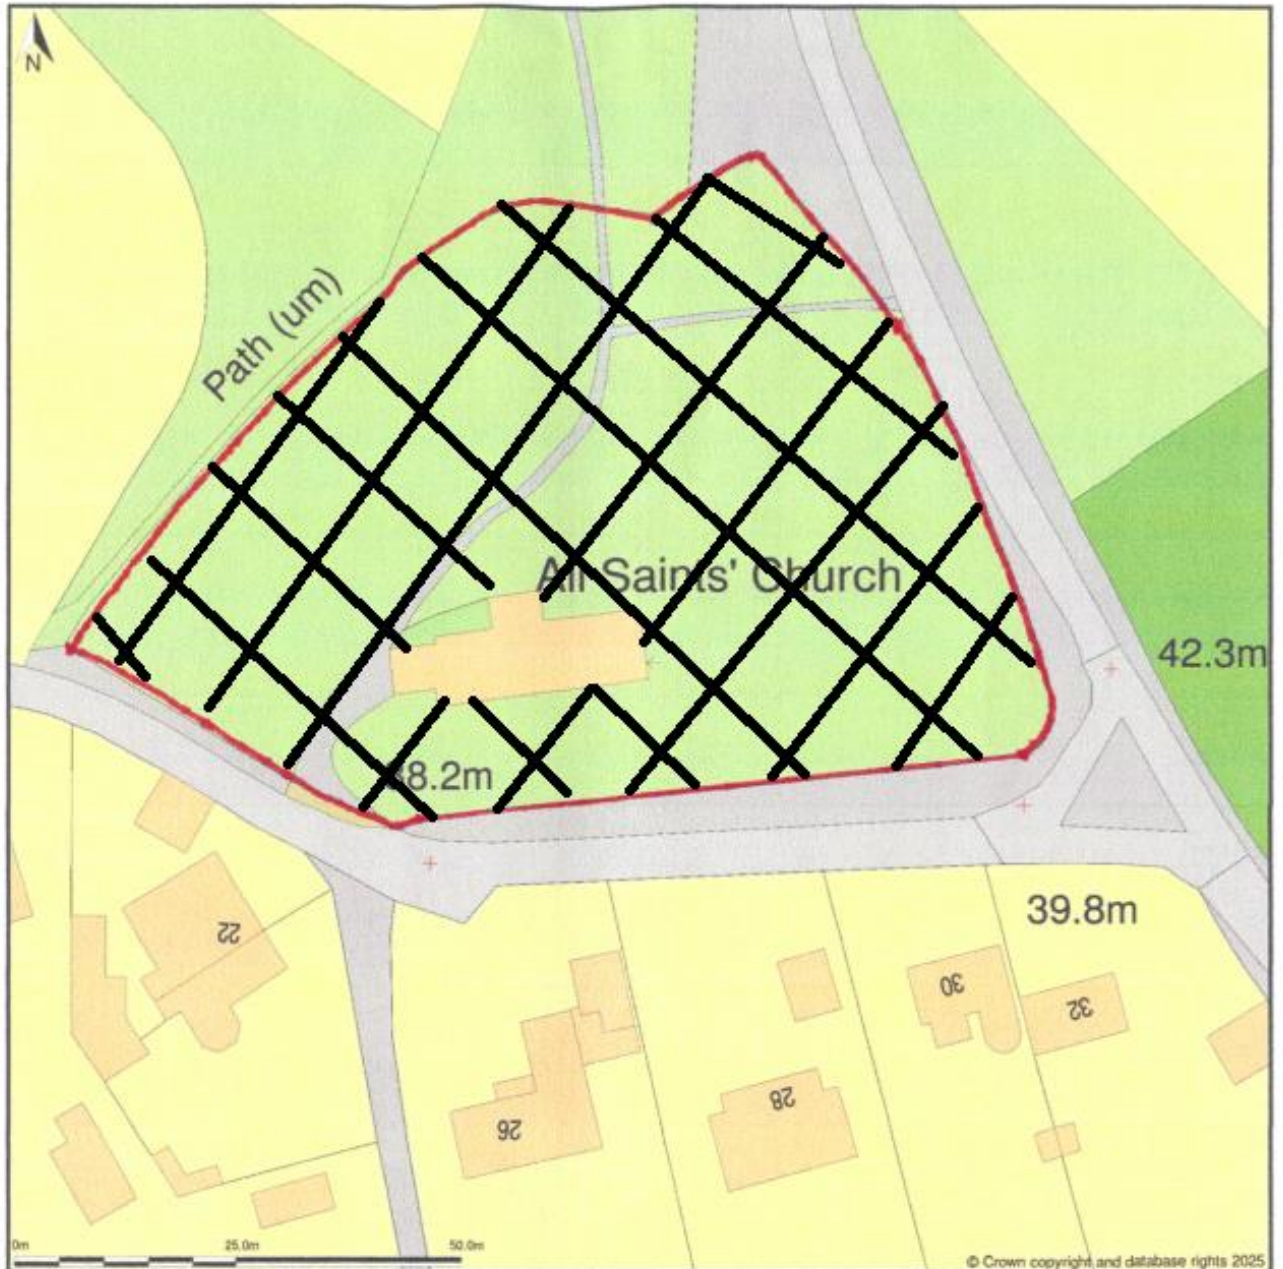 N
Path (um)
All Saints' Church
42.3m
38.2m
39.8m
22
30
32
28
26
0m 25.0m 50.0m
© Crown copyright and database rights 2025